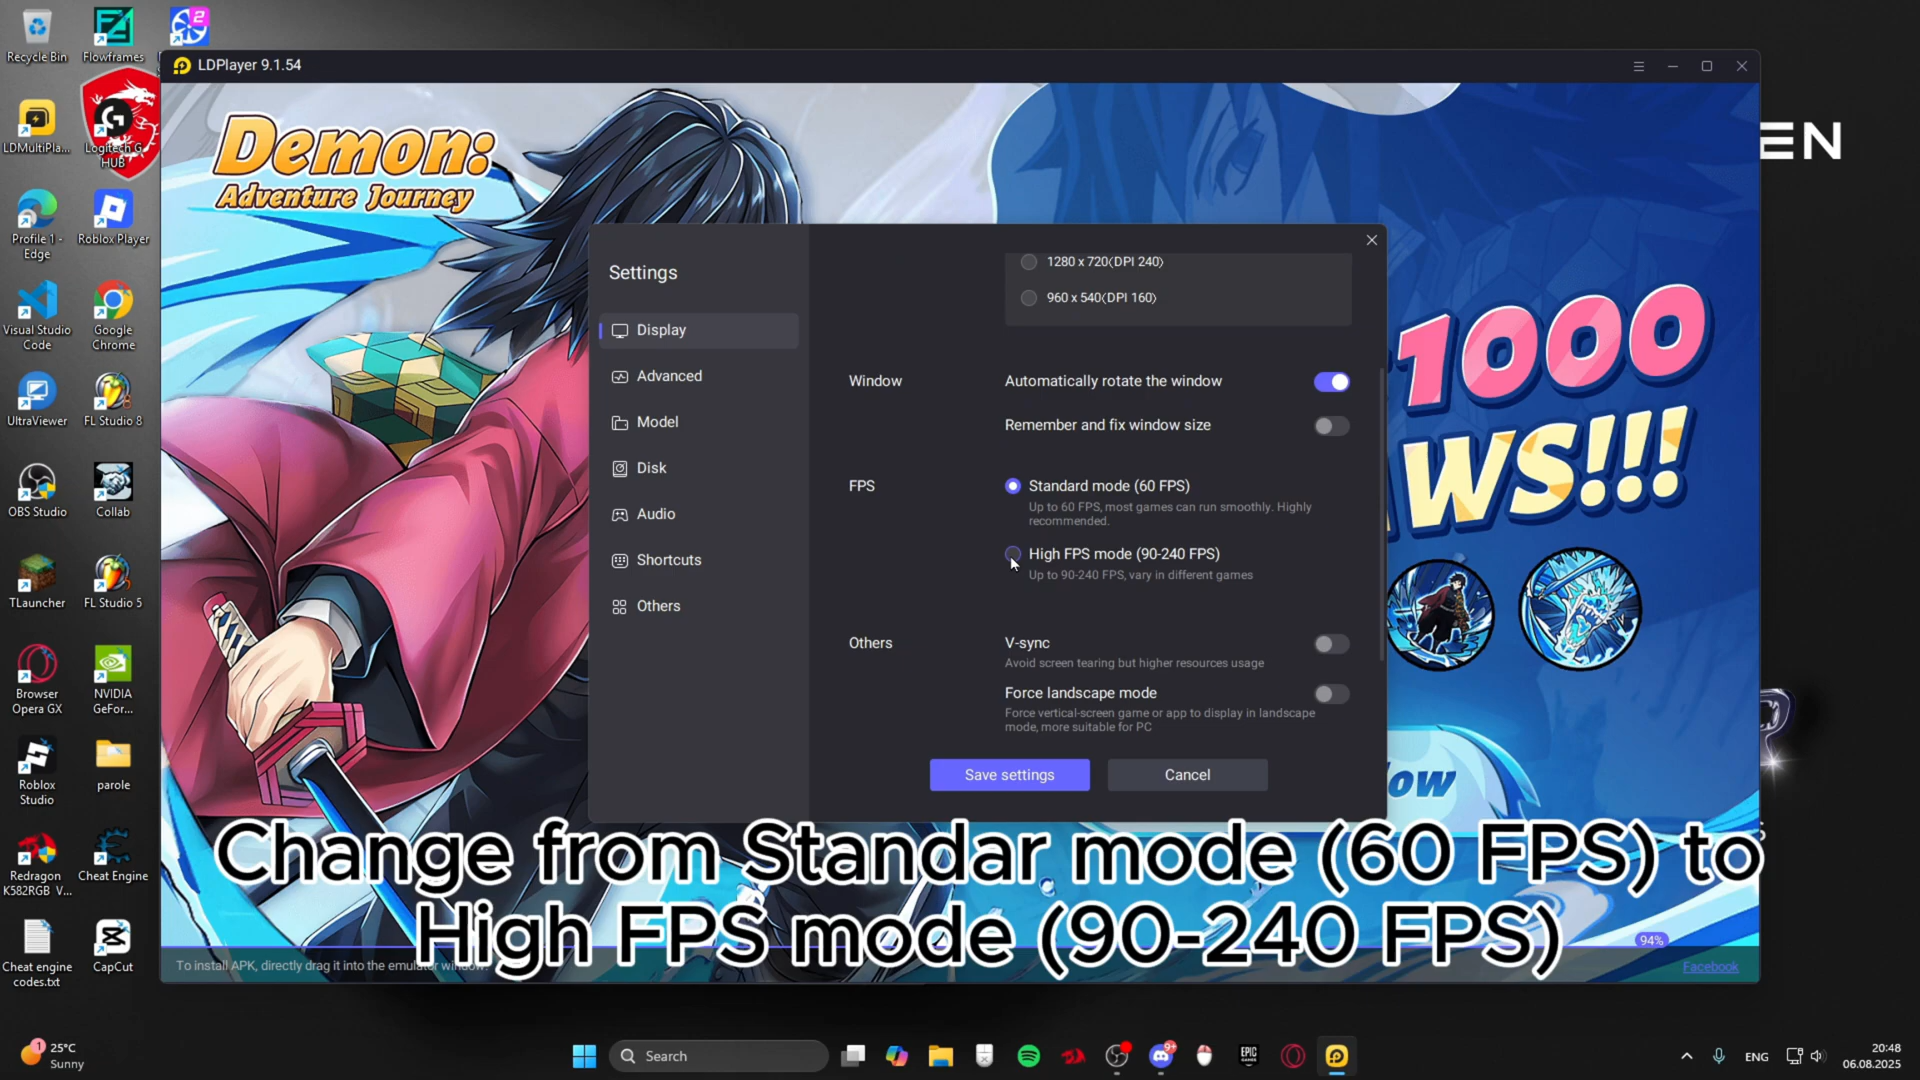 Recycle Bin
Flowframes
2
LDMultiPla...
Logitech G
HUB
Profile 1 -
Edge
Roblox Player
Visual Studio
Code
Google
Chrome
UltraViewer
FL Studio 8
OBS Studio
Collab
TLauncher
FL Studio 5
Browser
Opera GX
NVIDIA
GeFor...
Roblox
Studio
parole
Redragon
K582RGB V...
Cheat Engine
Cheat engine
codes.txt
CapCut
LDPlayer 9.1.54
EN
Demon:
Adventure Journey
1000
WS!!!
ow
Settings
Display
Advanced
Model
Disk
Audio
Shortcuts
Others
1280 x 720(DPI 240)
960 x 540(DPI 160)
Window
Automatically rotate the window
Remember and fix window size
FPS
Standard mode (60 FPS)
Up to 60 FPS, most games can run smoothly. Highly
recommended.
High FPS mode (90-240 FPS)
Up to 90-240 FPS, vary in different games
Others
V-sync
Avoid screen tearing but higher resources usage
Force landscape mode
Force vertical-screen game or app to display in landscape
mode, more suitable for PC
Save settings
Cancel
Change from Standar mode (60 FPS) to
High FPS mode (90-240 FPS)
94%
To install APK, directly drag it into the emulator window.
Facebook
1
25°C
Sunny
Search
9+
EPIC
GAMES
ENG
20:48
06.08.2025